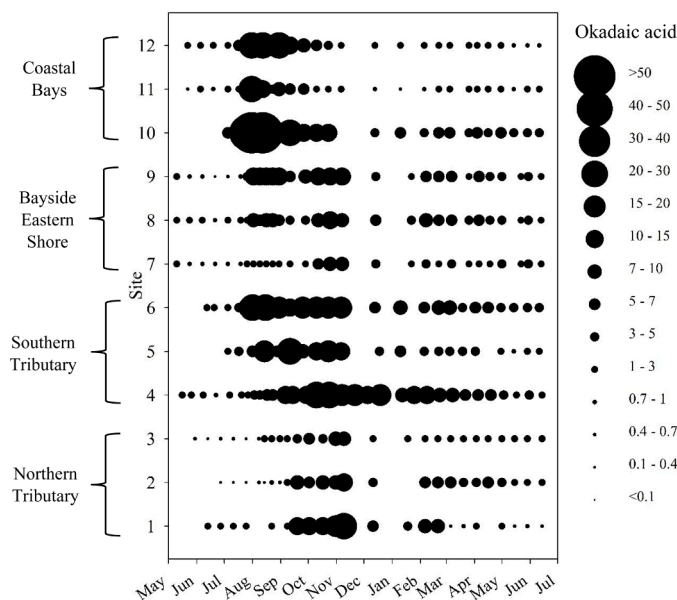 Coastal
Bays
Bayside
Eastern
Shore
Southern
Tributary
Northern
Tributary
Site
12
11
10
9
8
7
6
5
4
3
2
1
May Jun Jul Aug Sep Oct Nov Dec Jan Feb Mar Apr May Jun Jul
Okadaic acid
>50
40 - 50
30 - 40
20 - 30
15 - 20
10 - 15
7 - 10
5 - 7
3 - 5
1 - 3
0.7 - 1
0.4 - 0.7
0.1 - 0.4
<0.1